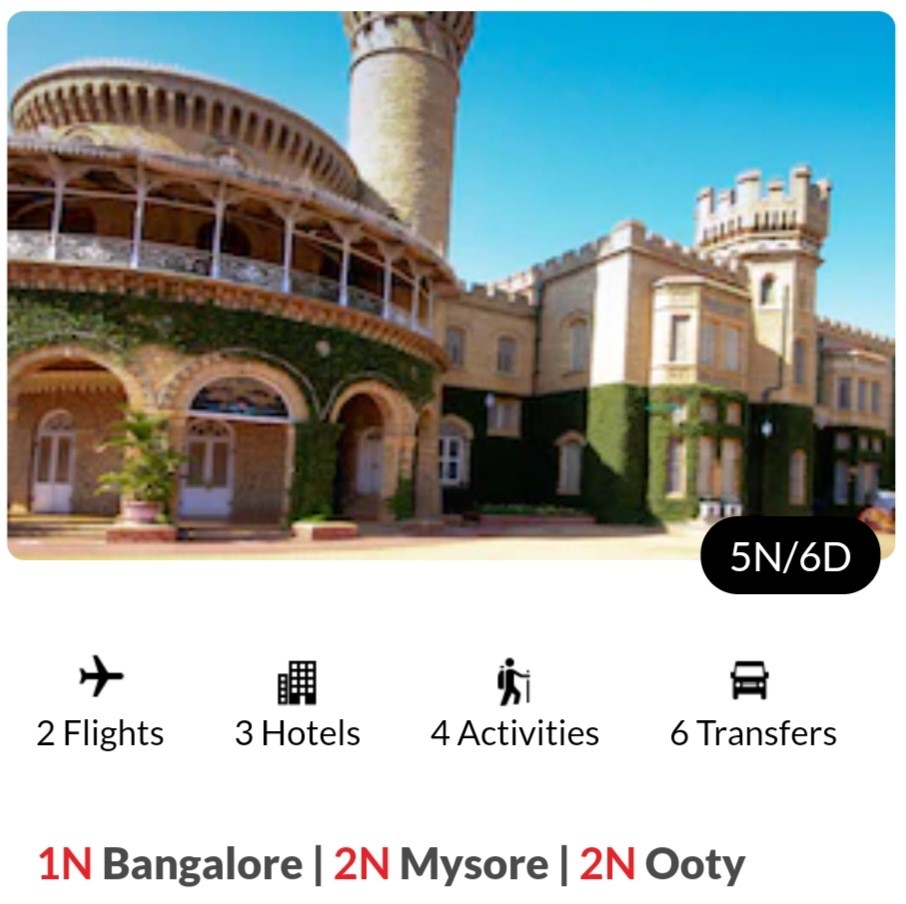 5N/6D
2 Flights
3 Hotels
4 Activities
6 Transfers
1N Bangalore | 2N Mysore | 2N Ooty